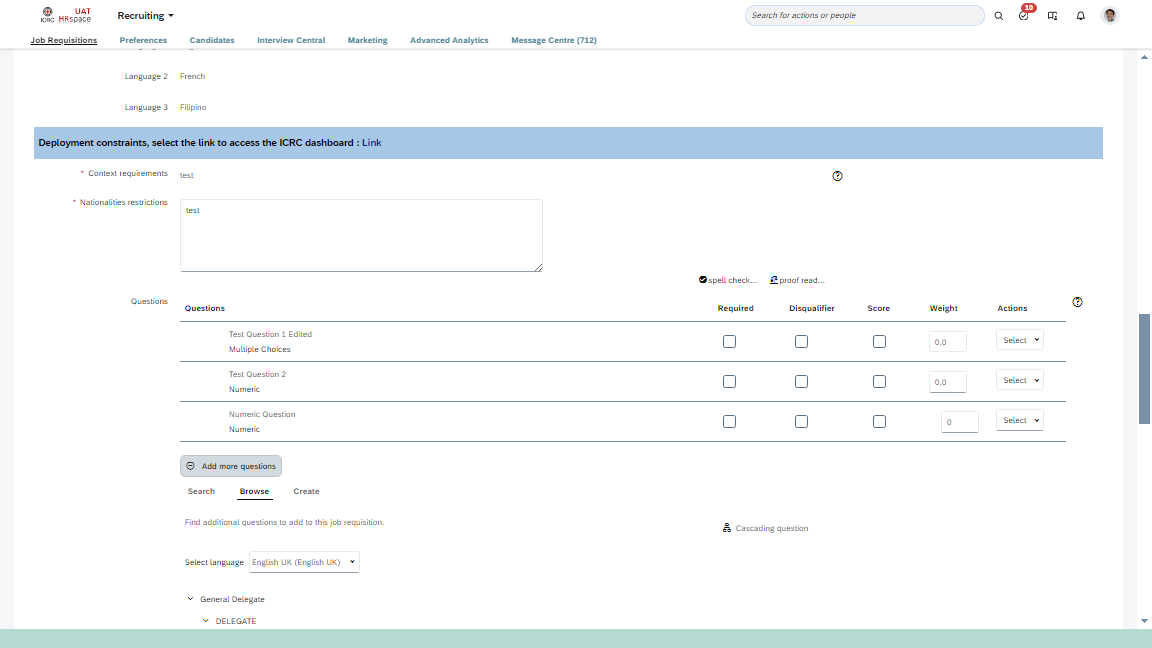 ICRC UAT HRspace
Recruiting
Search for actions or people
10
Job Requisitions Preferences Candidates Interview Central Marketing Advanced Analytics Message Centre (712)
Language 2 French
Language 3 Filipino
Deployment constraints, select the link to access the ICRC dashboard : Link
* Context requirements test
* Nationalities restrictions test
spell check... proof read...
Questions
Questions Required Disqualifier Score Weight Actions
Test Question 1 Edited
Multiple Choices 0.0 Select
Test Question 2
Numeric 0.0 Select
Numeric Question
Numeric 0 Select
Add more questions
Search Browse Create
Find additional questions to add to this job requisition.
Cascading question
Select language English UK (English UK)
General Delegate
DELEGATE